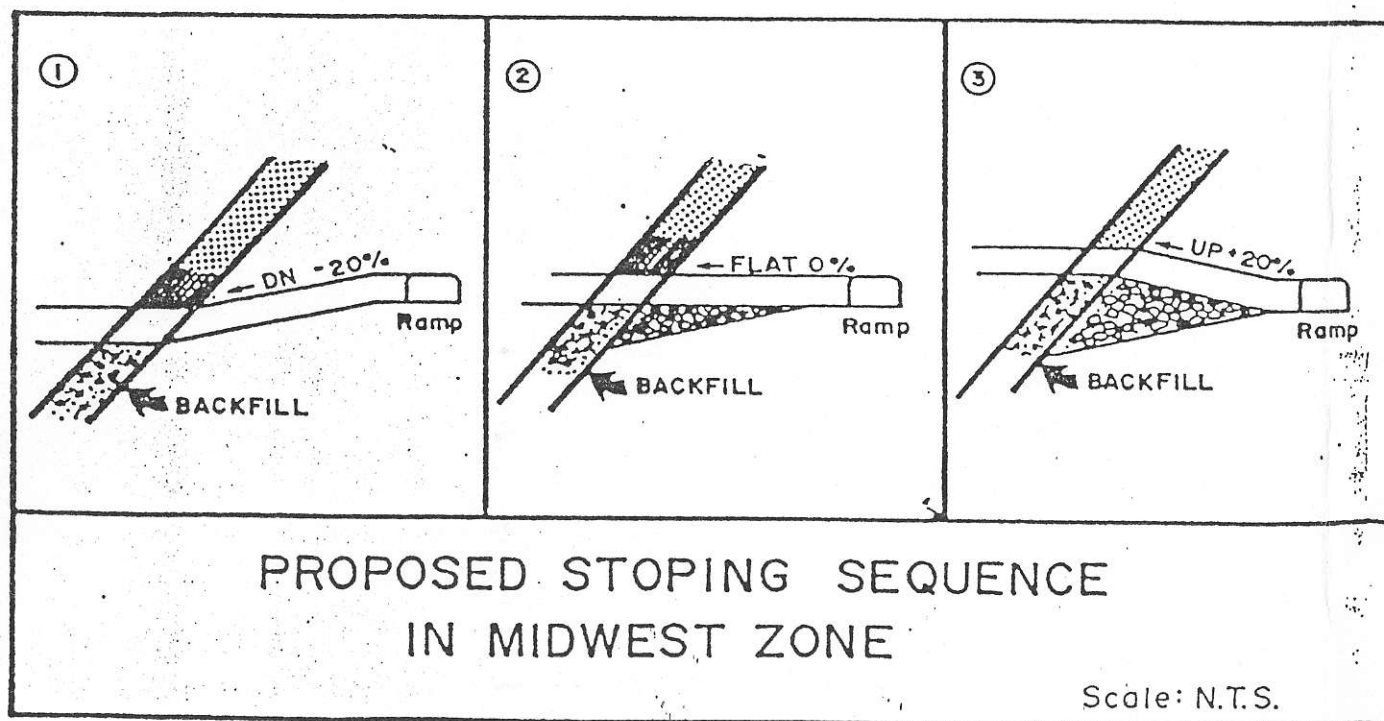 ①
DN -20%
Ramp
BACKFILL
②
FLAT 0%
Ramp
BACKFILL
③
UP +20%
Ramp
BACKFILL
PROPOSED STOPING SEQUENCE
IN MIDWEST ZONE
Scale: N.T.S.